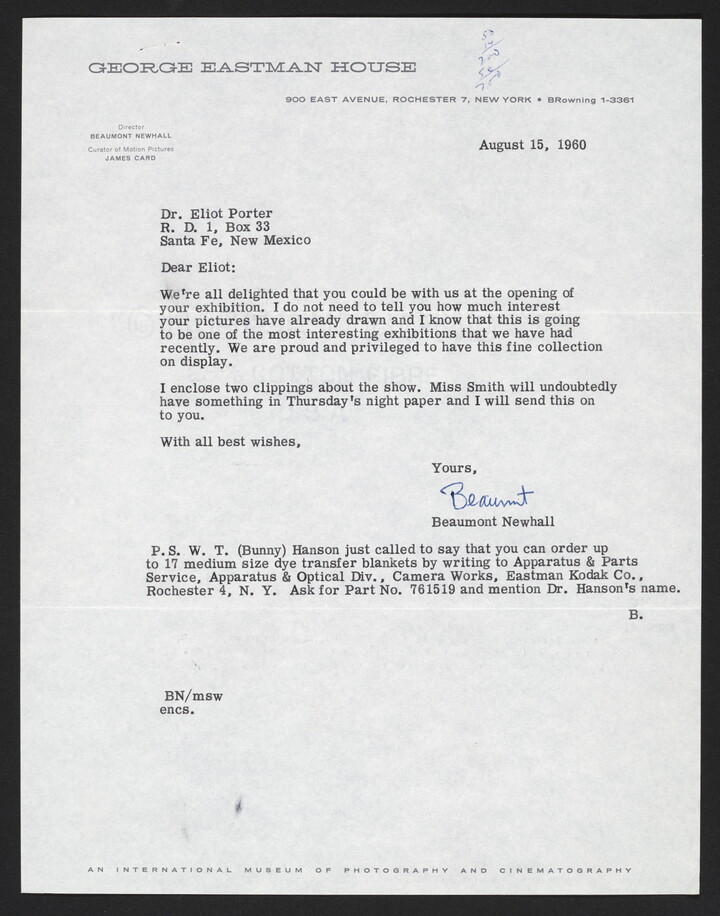 GEORGE EASTMAN HOUSE
900 EAST AVENUE, ROCHESTER 7, NEW YORK • BRowning 1-3361
Director
BEAUMONT NEWHALL
Curator of Motion Pictures
JAMES CARD
August 15, 1960
Dr. Eliot Porter
R. D. 1, Box 33
Santa Fe, New Mexico
Dear Eliot:
We're all delighted that you could be with us at the opening of
your exhibition. I do not need to tell you how much interest
your pictures have already drawn and I know that this is going
to be one of the most interesting exhibitions that we have had
recently. We are proud and privileged to have this fine collection
on display.
I enclose two clippings about the show. Miss Smith will undoubtedly
have something in Thursday's night paper and I will send this on
to you.
With all best wishes,
Yours,
Beaumont
Beaumont Newhall
P.S. W. T. (Bunny) Hanson just called to say that you can order up
to 17 medium size dye transfer blankets by writing to Apparatus & Parts
Service, Apparatus & Optical Div., Camera Works, Eastman Kodak Co.,
Rochester 4, N. Y. Ask for Part No. 761519 and mention Dr. Hanson's name.
B.
BN/msw
encs.
AN INTERNATIONAL MUSEUM OF PHOTOGRAPHY AND CINEMATOGRAPHY